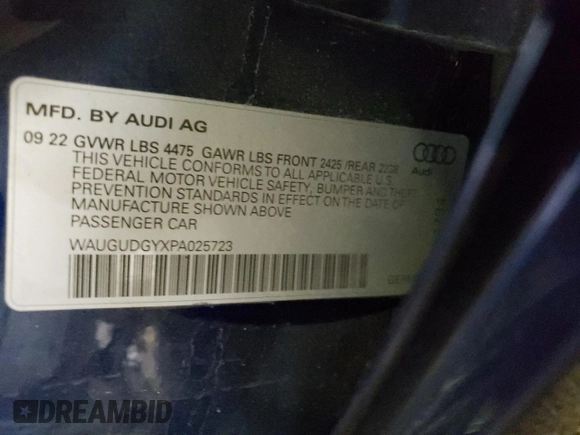 MFD. BY AUDI AG
09 22 GVWR LBS 4475 GAWR LBS FRONT 2425 /REAR
THIS VEHICLE CONFORMS TO ALL APPLICABLE U.S.
FEDERAL MOTOR VEHICLE SAFETY, BUMPER AND THEFT
PREVENTION STANDARDS IN EFFECT ON THE DATE OF
MANUFACTURE SHOWN ABOVE
PASSENGER CAR
Audi
WAUGUDGYXPA025723
DREAMBID